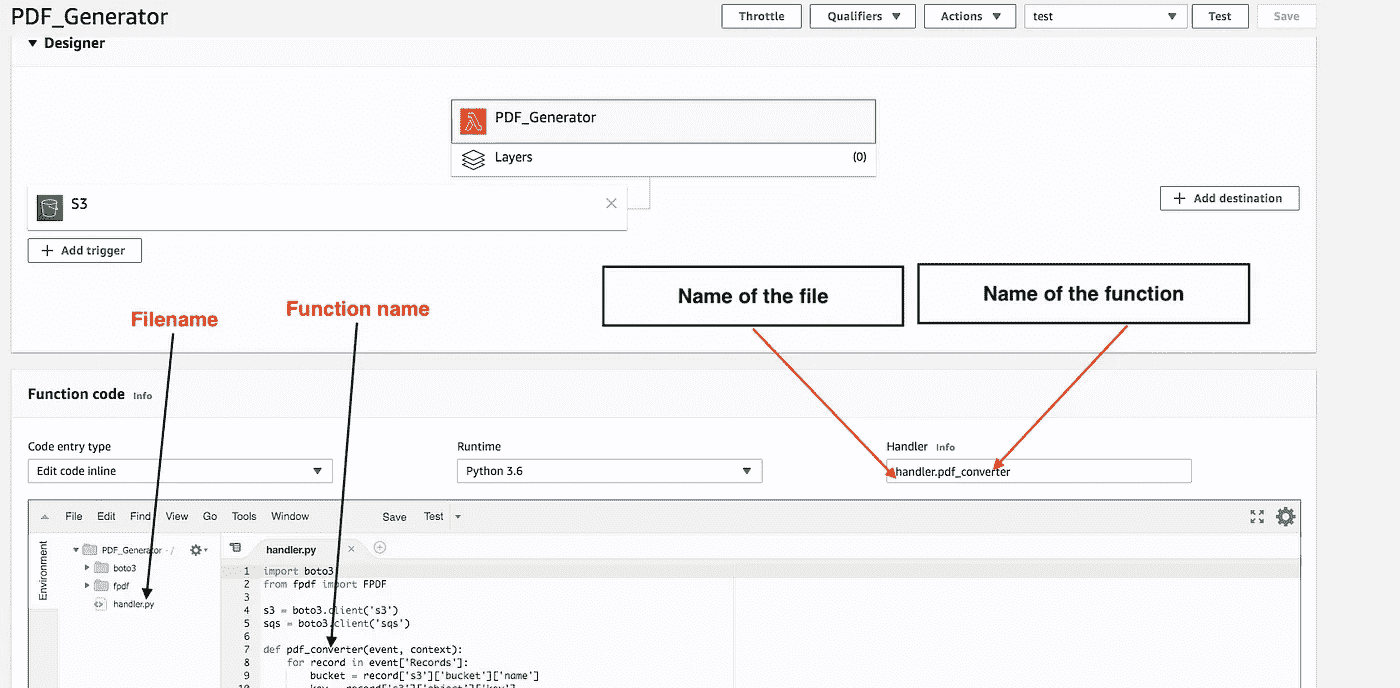 PDF_Generator
Throttle
Qualifiers
Actions
test
Test
Save
Designer
PDF_Generator
Layers
(0)
S3
Add destination
Add trigger
Filename
Function name
Name of the file
Name of the function
Function code Info
Code entry type
Runtime
Handler Info
Edit code inline
Python 3.6
handler.pdf_converter
File Edit Find View Go Tools Window Save Test
Environment
PDF_Generator - /
boto3
fpdf
handler.py
handler.py
1 import boto3
2 from fpdf import FPDF
3
4 s3 = boto3.client('s3')
5 sqs = boto3.client('sqs')
6
7 def pdf_converter(event, context):
8 for record in event['Records']:
9 bucket = record['s3']['bucket']['name']
10 key = record['s3']['object']['key']